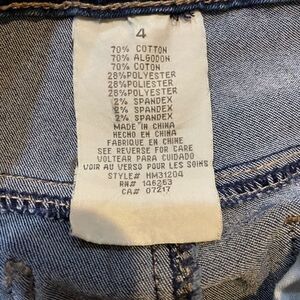 4
70% COTTON
70% ALGODON
70% COTON
28%POLYESTER
28%POLIESTER
28%POLYESTER
2% SPANDEX
2% SPANDEX
2% SPANDEX
MADE IN CHINA
HECHO EN CHINA
FABRIQUE EN CHINE
SEE REVERSE FOR CARE
VOLTEAR PARA CUIDADO
VOIR AU VERSO POUR LES SOINS
STYLE# HM31204
RN# 146263
CA# 07217